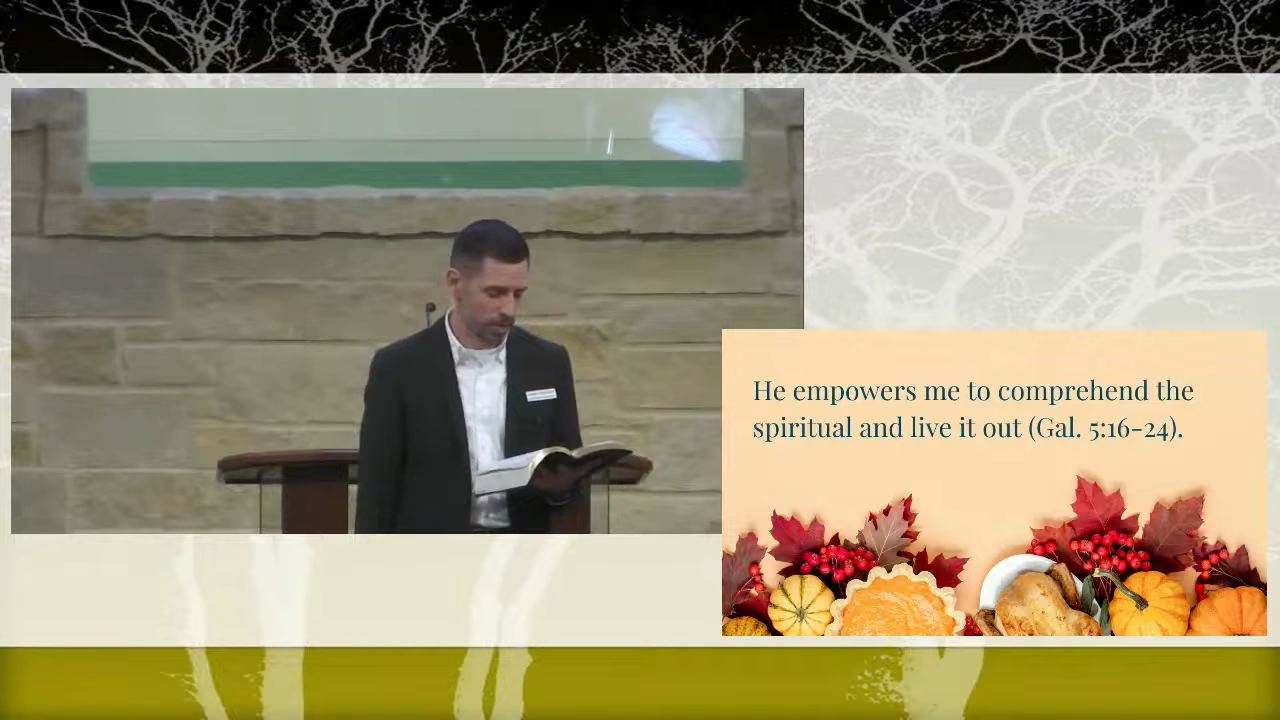 He empowers me to comprehend the
spiritual and live it out (Gal. 5:16-24).